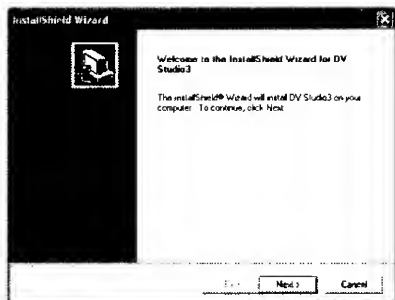 InstallShield Wizard
Welcome to the InstallShield Wizard for DV
Studio3
The InstallShield® Wizard will install DV Studio3 on your
computer. To continue, click Next.
Next >
Cancel